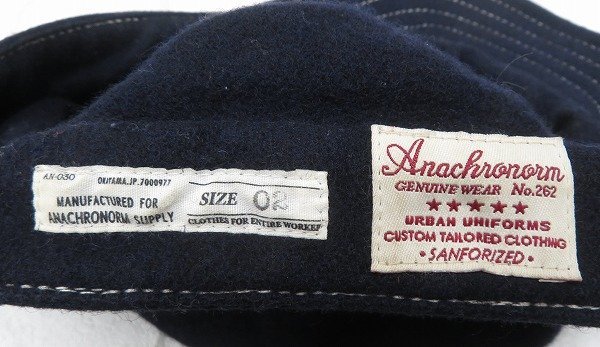 AN-030 OKITAMA.JP.7000977
MANUFACTURED FOR
ANACHRONORM SUPPLY
SIZE 02
CLOTHES FOR ENTIRE WORKER
Anachronorm
GENUINE WEAR No.262
★★★★★
URBAN UNIFORMS
CUSTOM TAILORED CLOTHING
• SANFORIZED •